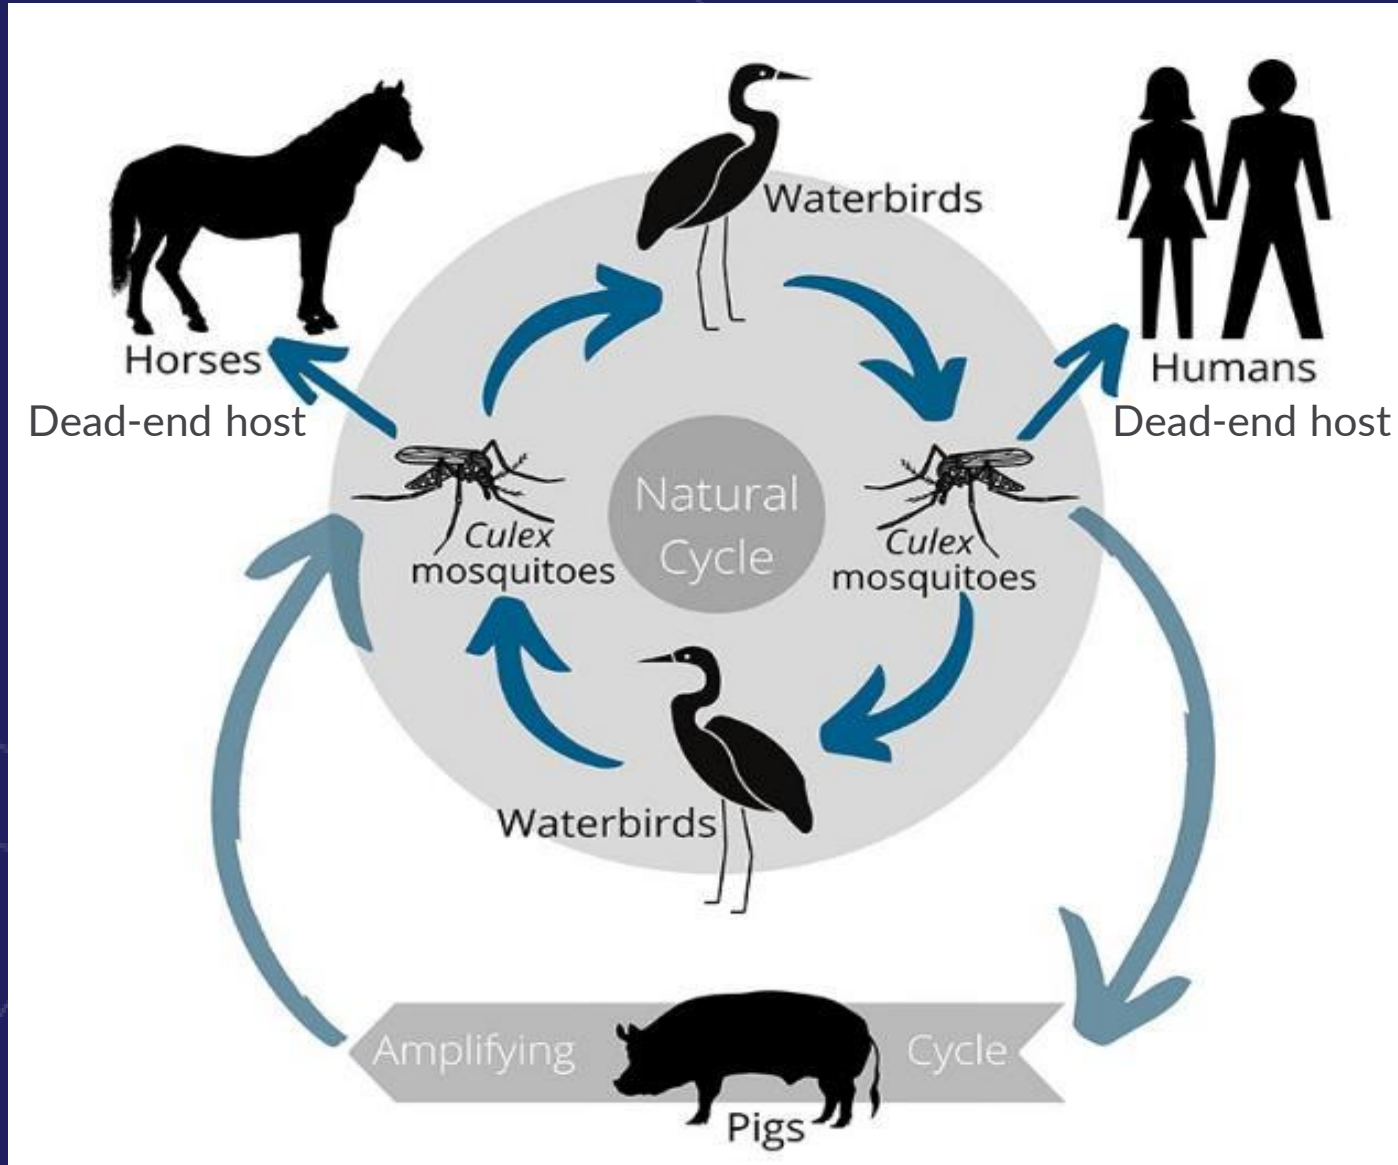 Waterbirds
Horses
Dead-end host
Humans
Dead-end host
Culex
mosquitoes
Natural
Cycle
Culex
mosquitoes
Waterbirds
Amplifying
Cycle
Pigs